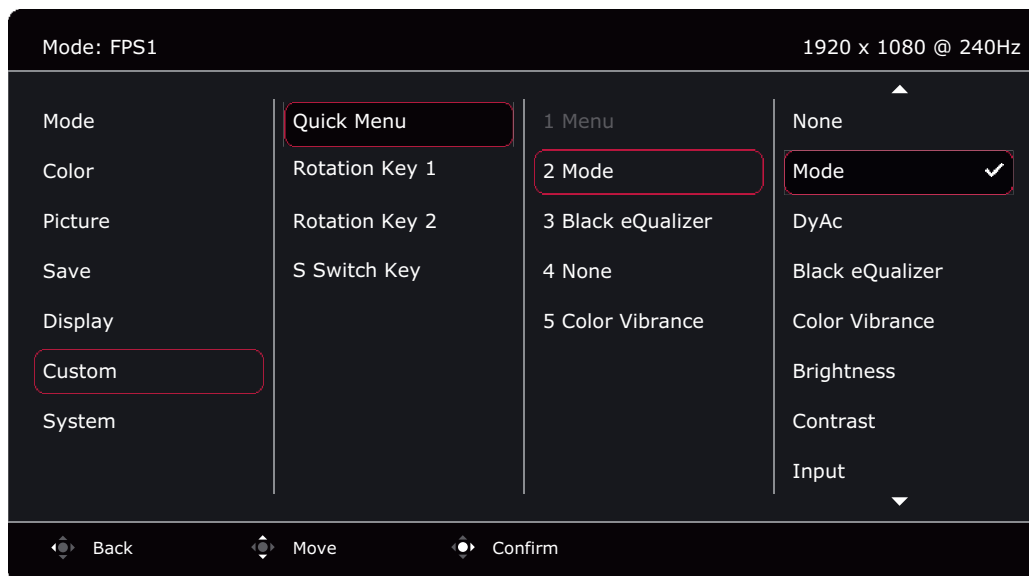 Mode: FPS1
1920 x 1080 @ 240Hz
Mode
Color
Picture
Save
Display
Custom
System
Quick Menu
Rotation Key 1
Rotation Key 2
S Switch Key
1 Menu
2 Mode
3 Black eQualizer
4 None
5 Color Vibrance
None
Mode
DyAc
Black eQualizer
Color Vibrance
Brightness
Contrast
Input
Back
Move
Confirm